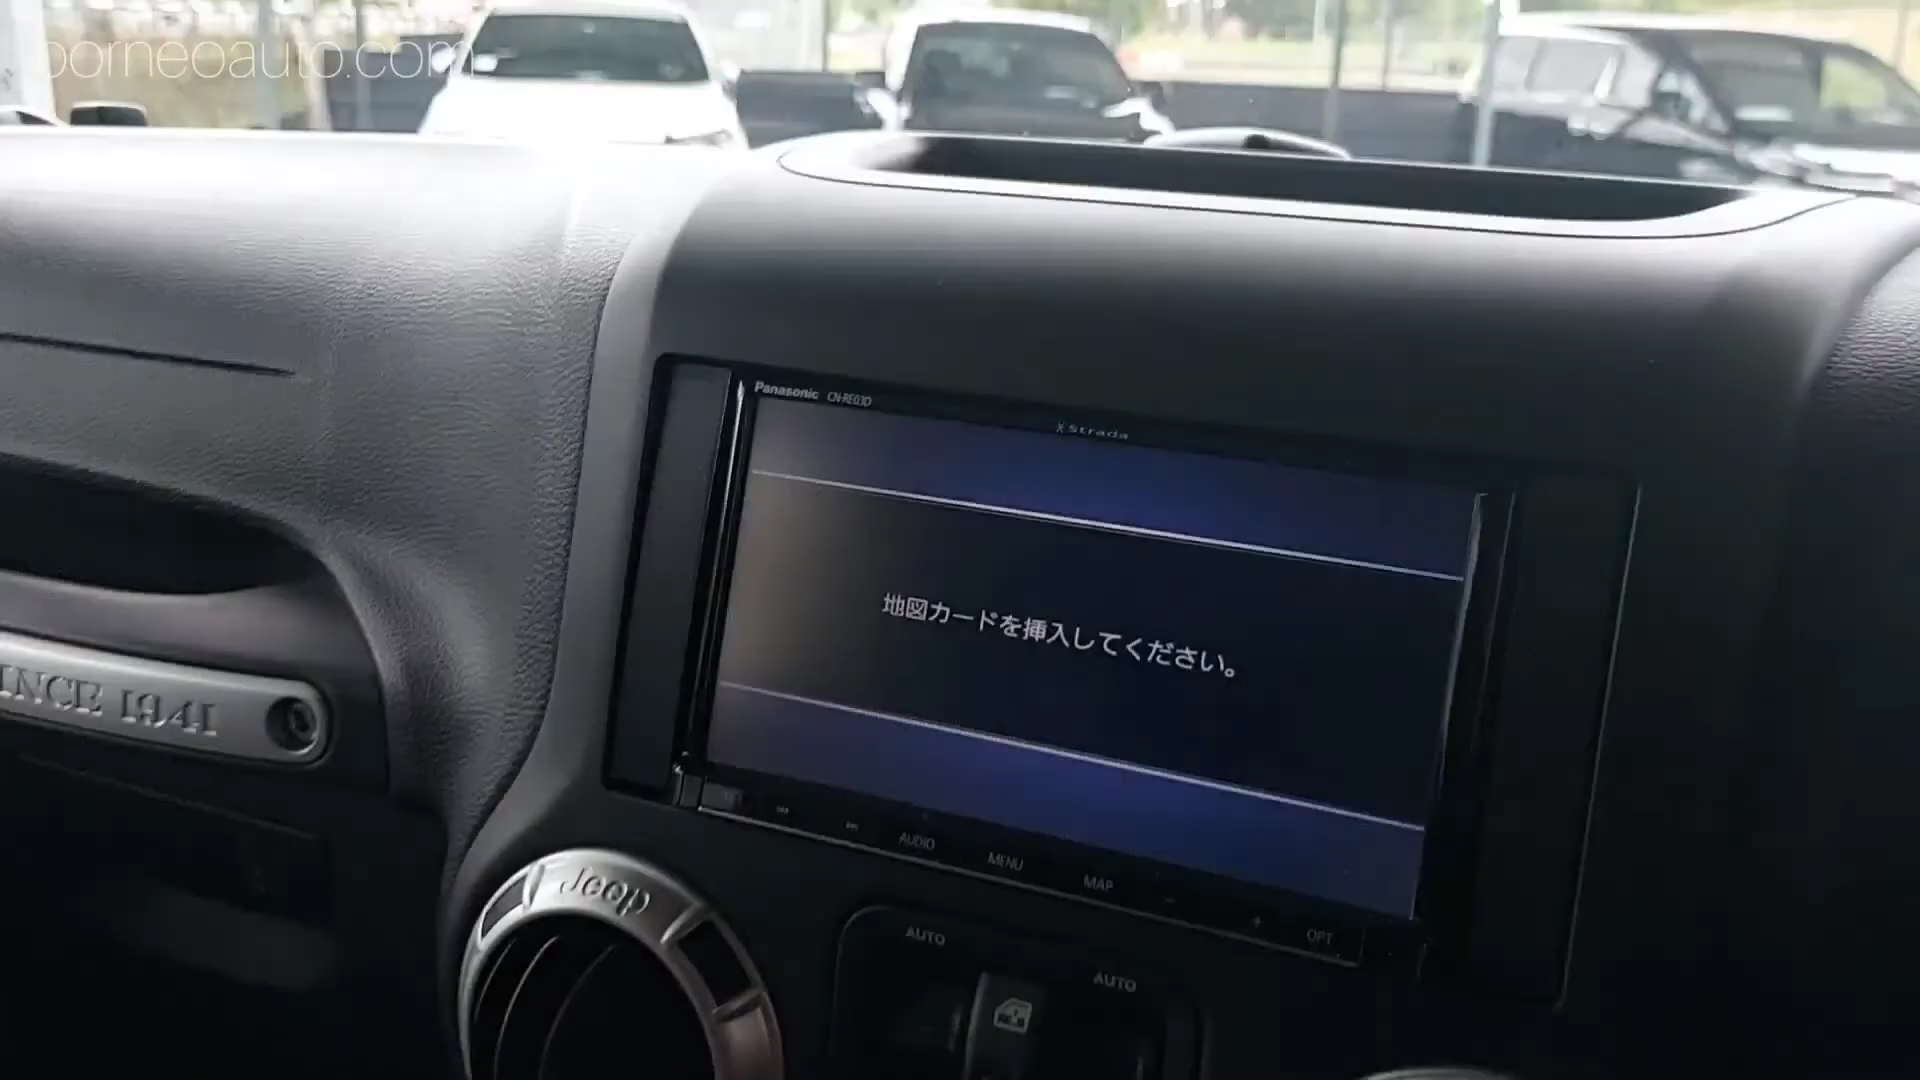 borneoauto.com
Panasonic CN-RE03D
Strada
地図カードを挿入してください。
INCE 1941
AUDIO MENU MAP - + OPT
Jeep
AUTO
AUTO